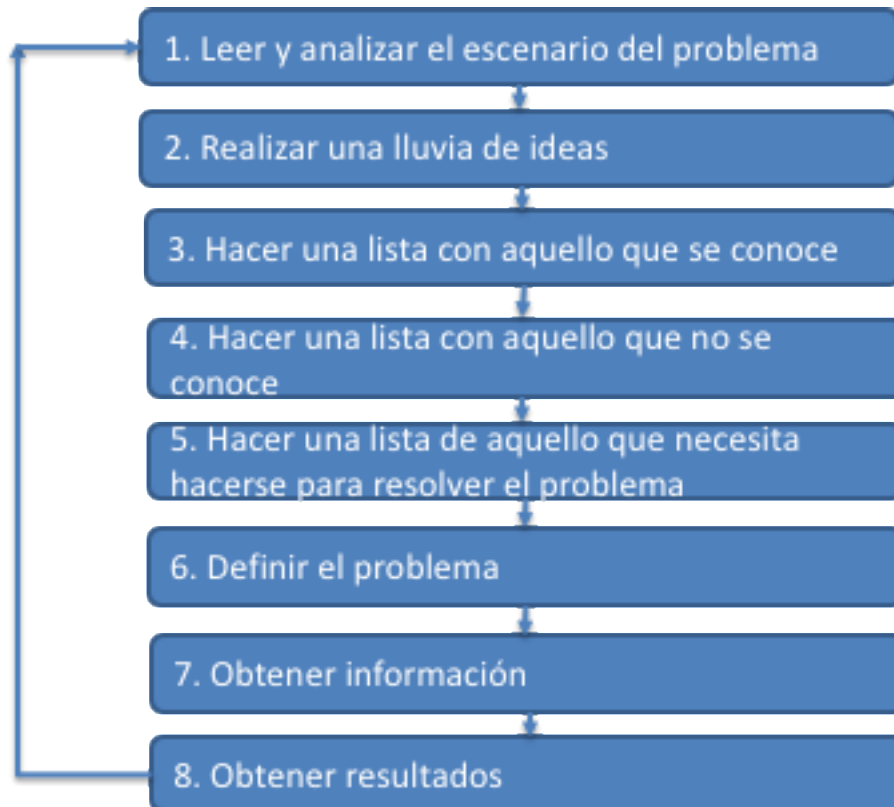 1. Leer y analizar el escenario del problema
2. Realizar una lluvia de ideas
3. Hacer una lista con aquello que se conoce
4. Hacer una lista con aquello que no se
conoce
5. Hacer una lista de aquello que necesita
hacerse para resolver el problema
6. Definir el problema
7. Obtener información
8. Obtener resultados